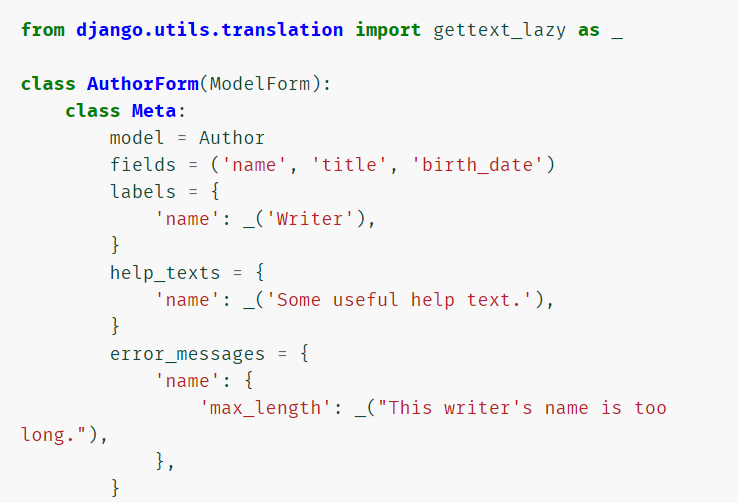 from django.utils.translation import gettext_lazy as _

class AuthorForm(ModelForm):
    class Meta:
        model = Author
        fields = ('name', 'title', 'birth_date')
        labels = {
            'name': _('Writer'),
        }
        help_texts = {
            'name': _('Some useful help text.'),
        }
        error_messages = {
            'name': {
                'max_length': _("This writer's name is too
long."),
            },
        }